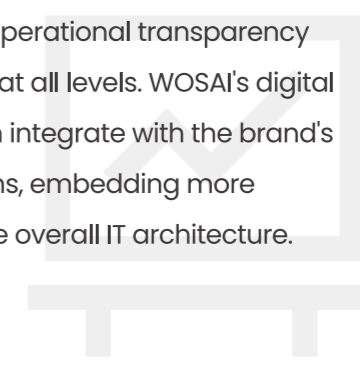 perational transparency
at all levels. WOSAI's digital
integrate with the brand's
ns, embedding more
e overall IT architecture.